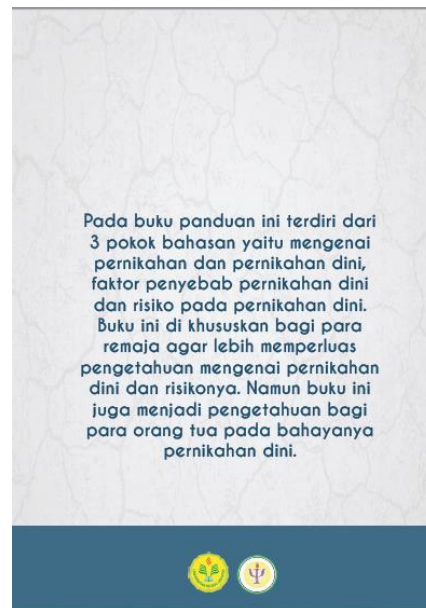 Pada buku panduan ini terdiri dari
3 pokok bahasan yaitu mengenai
pernikahan dan pernikahan dini,
faktor penyebab pernikahan dini
dan risiko pada pernikahan dini.
Buku ini di khususkan bagi para
remaja agar lebih memperluas
pengetahuan mengenai pernikahan
dini dan risikonya. Namun buku ini
juga menjadi pengetahuan bagi
para orang tua pada bahayanya
pernikahan dini.